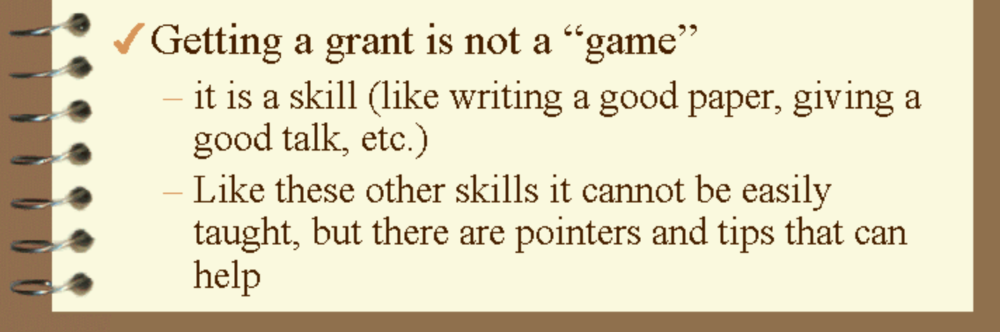 ✓Getting a grant is not a “game”
– it is a skill (like writing a good paper, giving a
good talk, etc.)
– Like these other skills it cannot be easily
taught, but there are pointers and tips that can
help